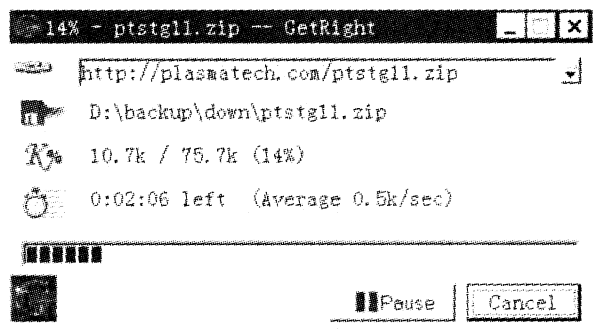 14% - ptstg11.zip -- GetRight
http://plasmatech.com/ptstg11.zip
D:\backup\down\ptstg11.zip
10.7k / 75.7k (14%)
0:02:06 left (Average 0.5k/sec)
Pause Cancel